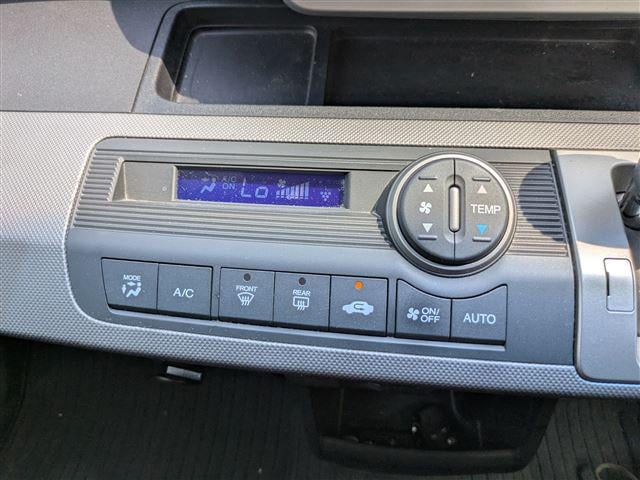 A/C
ON Lo
TEMP
MODE
A/C
FRONT
REAR
ON/
OFF
AUTO